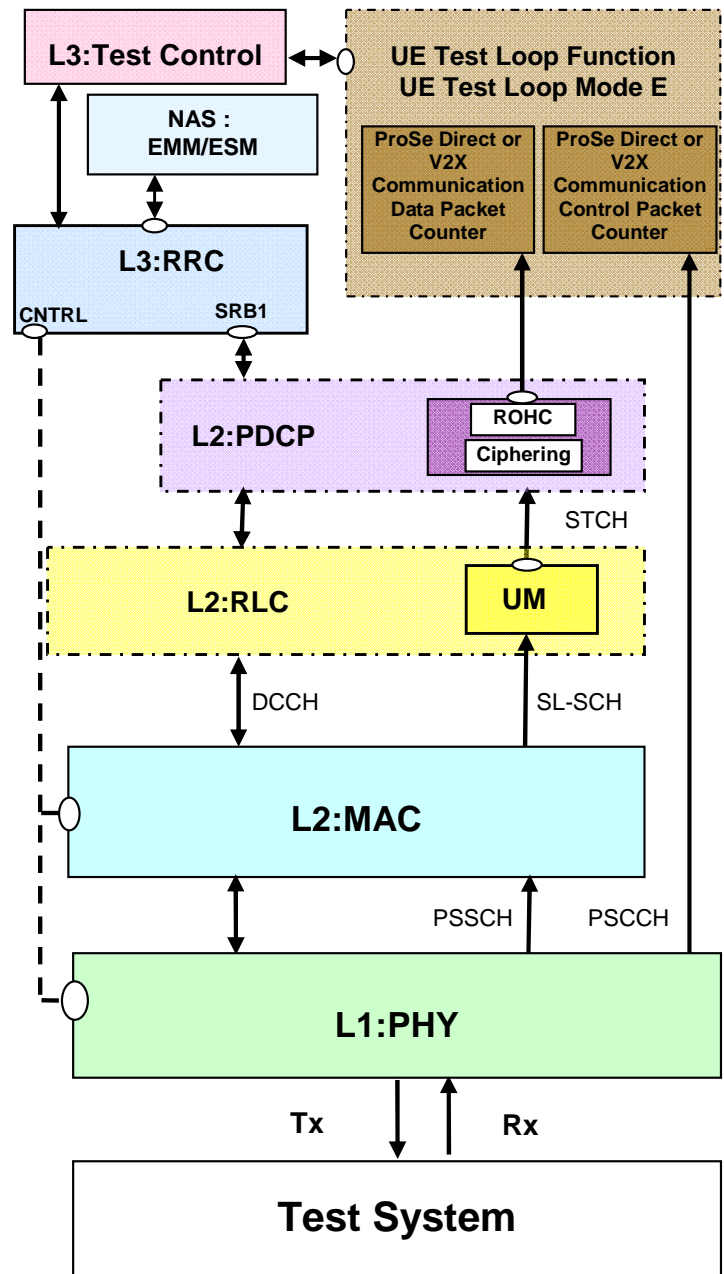 L3:Test Control
UE Test Loop Function
UE Test Loop Mode E
NAS :
EMM/ESM
ProSe Direct or
V2X
Communication
Data Packet
Counter
ProSe Direct or
V2X
Communication
Control Packet
Counter
L3:RRC
CNTRL
SRB1
L2:PDCP
ROHC
Ciphering
STCH
L2:RLC
UM
DCCH
SL-SCH
L2:MAC
PSSCH
PSCCH
L1:PHY
Tx
Rx
Test System